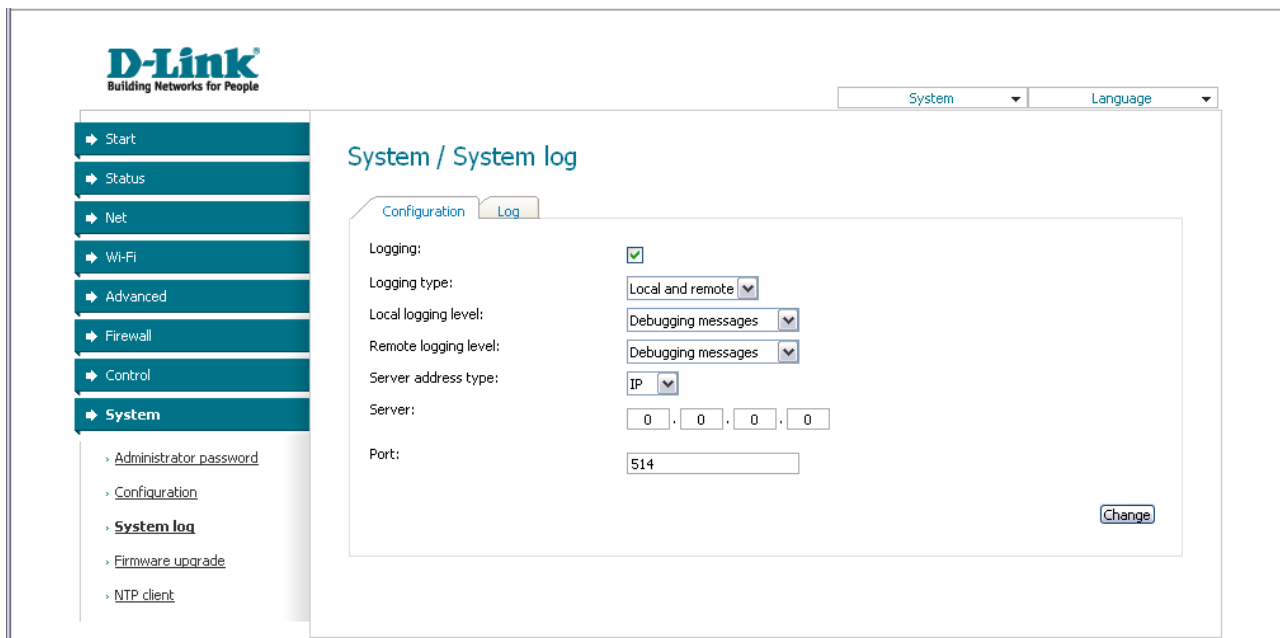 D-Link®
Building Networks for People
System
Language
Start
Status
Net
Wi-Fi
Advanced
Firewall
Control
System
Administrator password
Configuration
System log
Firmware upgrade
NTP client
System / System log
Configuration Log
Logging:
Logging type: Local and remote
Local logging level: Debugging messages
Remote logging level: Debugging messages
Server address type: IP
Server: 0 . 0 . 0 . 0
Port: 514
Change